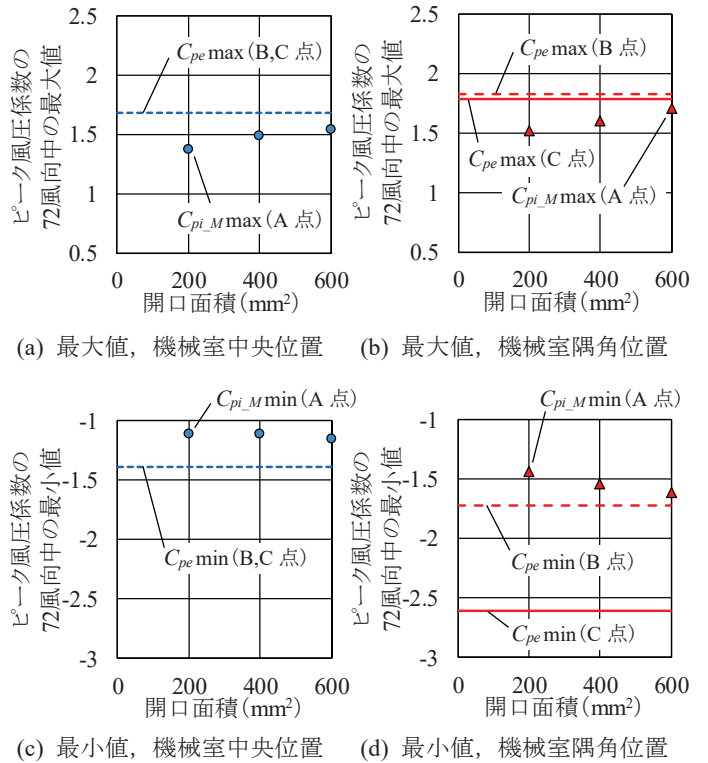 ピーク風圧係数の
72風向中の最大値
2.5
2
1.5
1
0.5
C_pe max(B,C 点)
C_pi_M max(A 点)
0 200 400 600
開口面積(mm²)
(a) 最大値，機械室中央位置
ピーク風圧係数の
72風向中の最大値
2.5
2
1.5
1
0.5
C_pe max(B 点)
C_pe max(C 点)
C_pi_M max(A 点)
0 200 400 600
開口面積(mm²)
(b) 最大値，機械室隅角位置
ピーク風圧係数の
72風向中の最小値
-1
-1.5
-2
-2.5
-3
C_pi_M min(A 点)
C_pe min(B,C 点)
0 200 400 600
開口面積(mm²)
(c) 最小値，機械室中央位置
ピーク風圧係数の
72風向中の最小値
-1
-1.5
-2
-2.5
-3
C_pi_M min(A 点)
C_pe min(B 点)
C_pe min(C 点)
0 200 400 600
開口面積(mm²)
(d) 最小値，機械室隅角位置